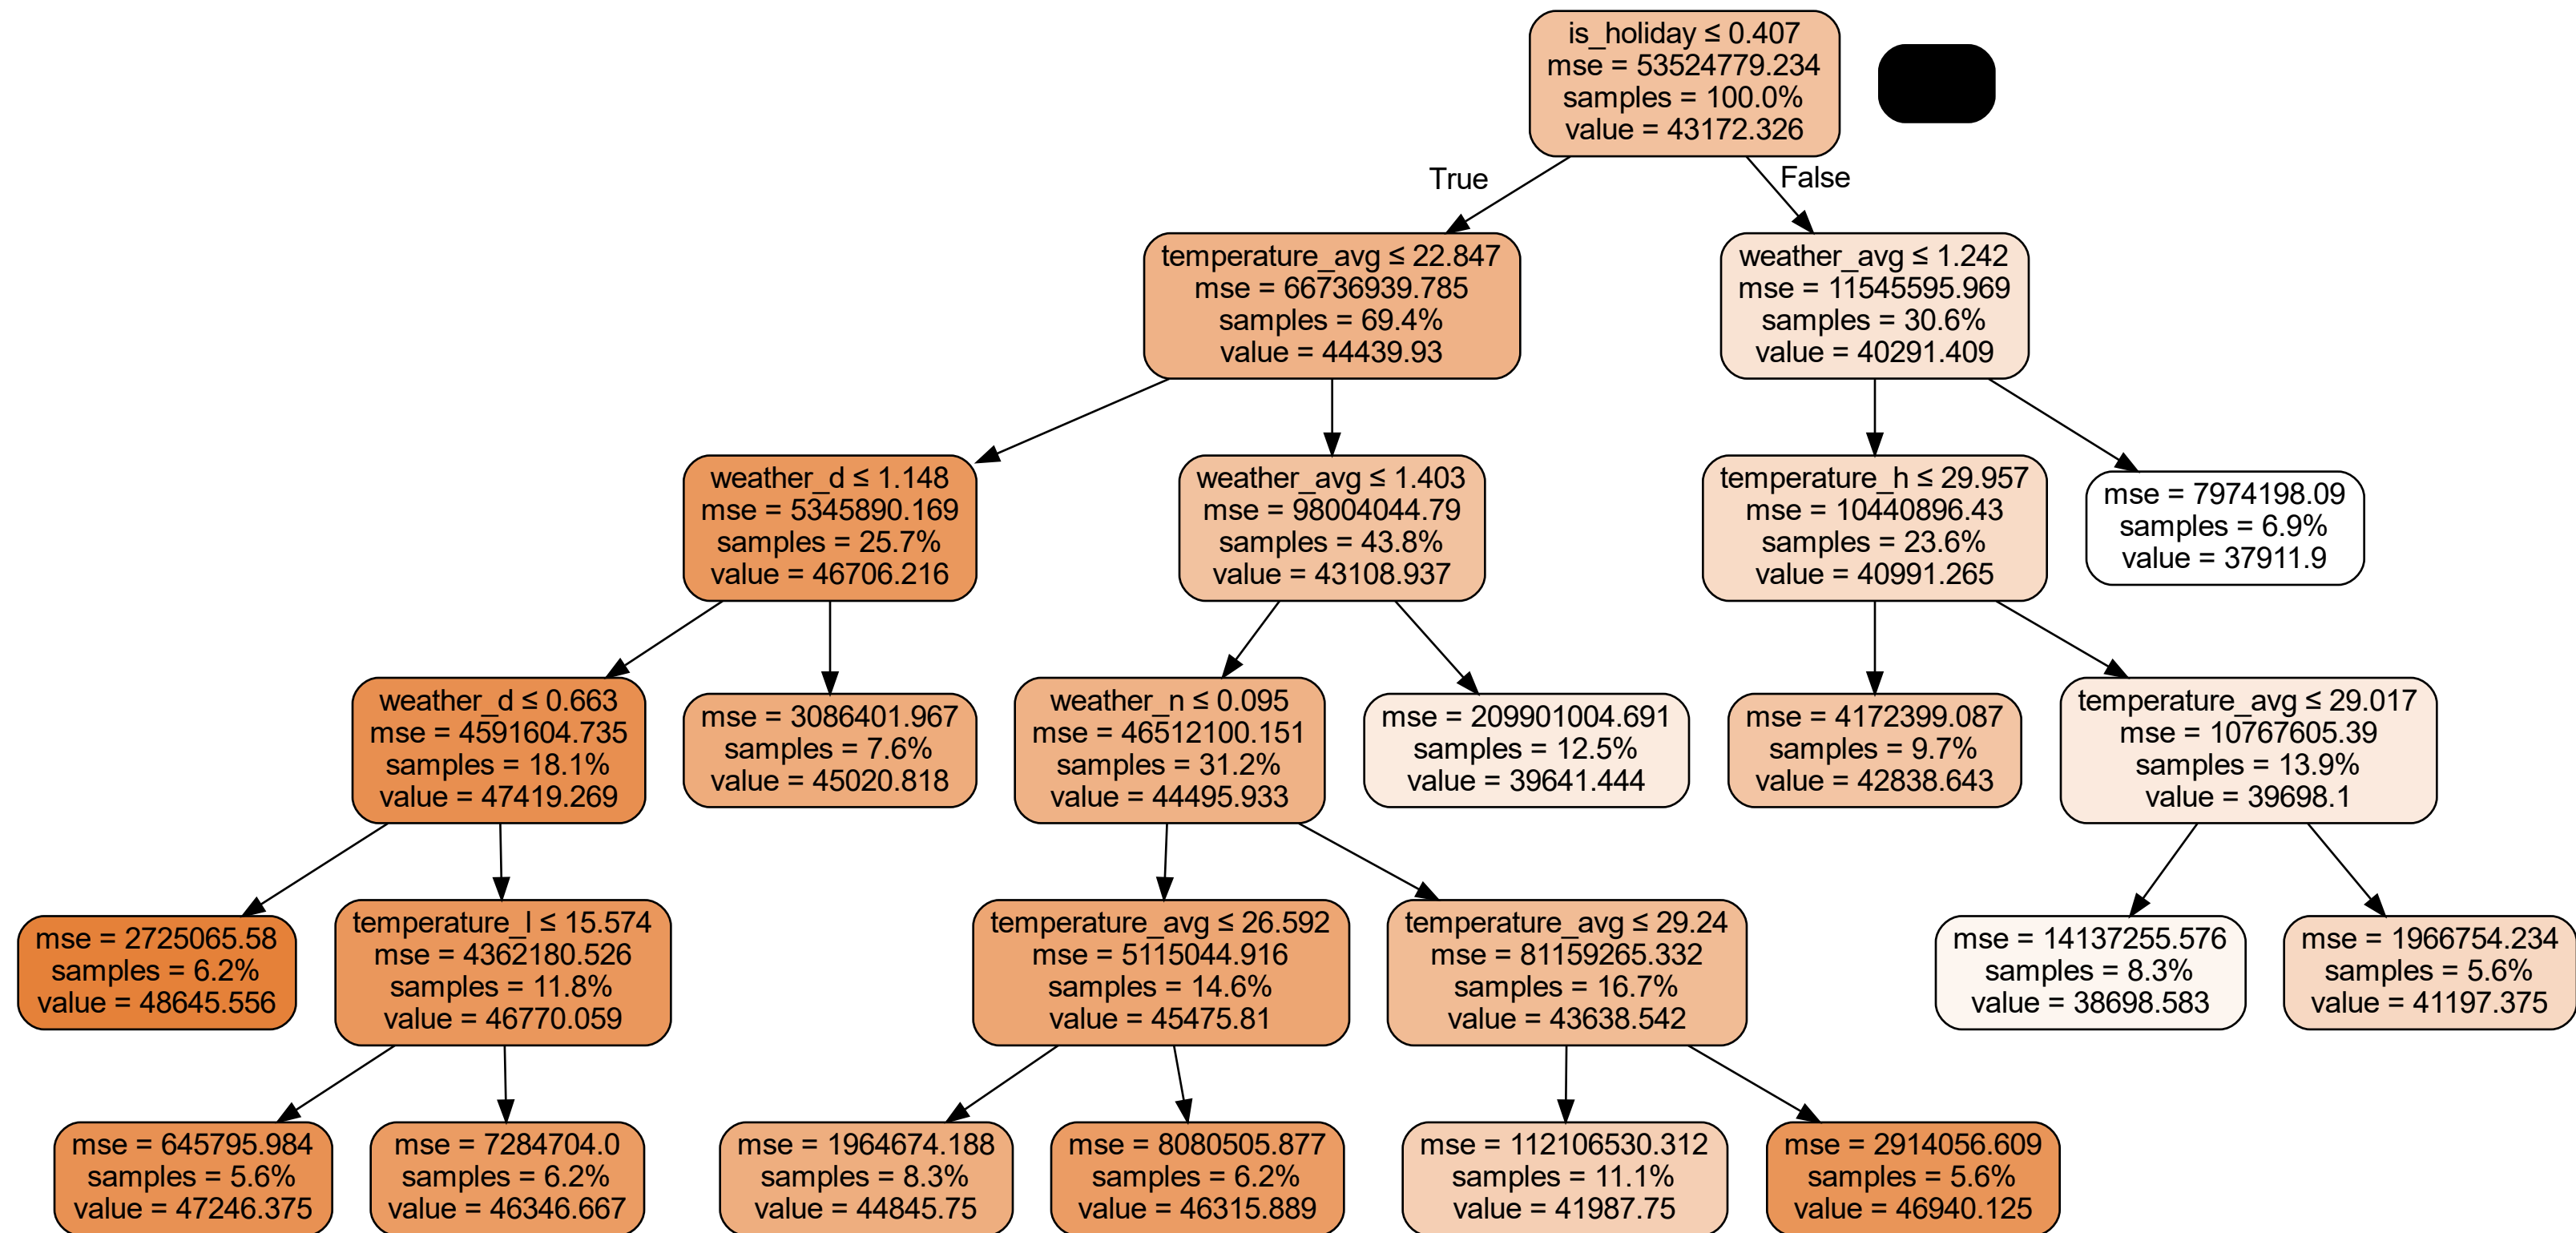 is_holiday ≤ 0.407
mse = 53524779.234
samples = 100.0%
value = 43172.326
True
False
temperature_avg ≤ 22.847
mse = 66736939.785
samples = 69.4%
value = 44439.93
weather_avg ≤ 1.242
mse = 11545595.969
samples = 30.6%
value = 40291.409
weather_d ≤ 1.148
mse = 5345890.169
samples = 25.7%
value = 46706.216
weather_avg ≤ 1.403
mse = 98004044.79
samples = 43.8%
value = 43108.937
temperature_h ≤ 29.957
mse = 10440896.43
samples = 23.6%
value = 40991.265
mse = 7974198.09
samples = 6.9%
value = 37911.9
weather_d ≤ 0.663
mse = 4591604.735
samples = 18.1%
value = 47419.269
mse = 3086401.967
samples = 7.6%
value = 45020.818
weather_n ≤ 0.095
mse = 46512100.151
samples = 31.2%
value = 44495.933
mse = 209901004.691
samples = 12.5%
value = 39641.444
mse = 4172399.087
samples = 9.7%
value = 42838.643
temperature_avg ≤ 29.017
mse = 10767605.39
samples = 13.9%
value = 39698.1
mse = 2725065.58
samples = 6.2%
value = 48645.556
temperature_l ≤ 15.574
mse = 4362180.526
samples = 11.8%
value = 46770.059
temperature_avg ≤ 26.592
mse = 5115044.916
samples = 14.6%
value = 45475.81
temperature_avg ≤ 29.24
mse = 81159265.332
samples = 16.7%
value = 43638.542
mse = 14137255.576
samples = 8.3%
value = 38698.583
mse = 1966754.234
samples = 5.6%
value = 41197.375
mse = 645795.984
samples = 5.6%
value = 47246.375
mse = 7284704.0
samples = 6.2%
value = 46346.667
mse = 1964674.188
samples = 8.3%
value = 44845.75
mse = 8080505.877
samples = 6.2%
value = 46315.889
mse = 112106530.312
samples = 11.1%
value = 41987.75
mse = 2914056.609
samples = 5.6%
value = 46940.125